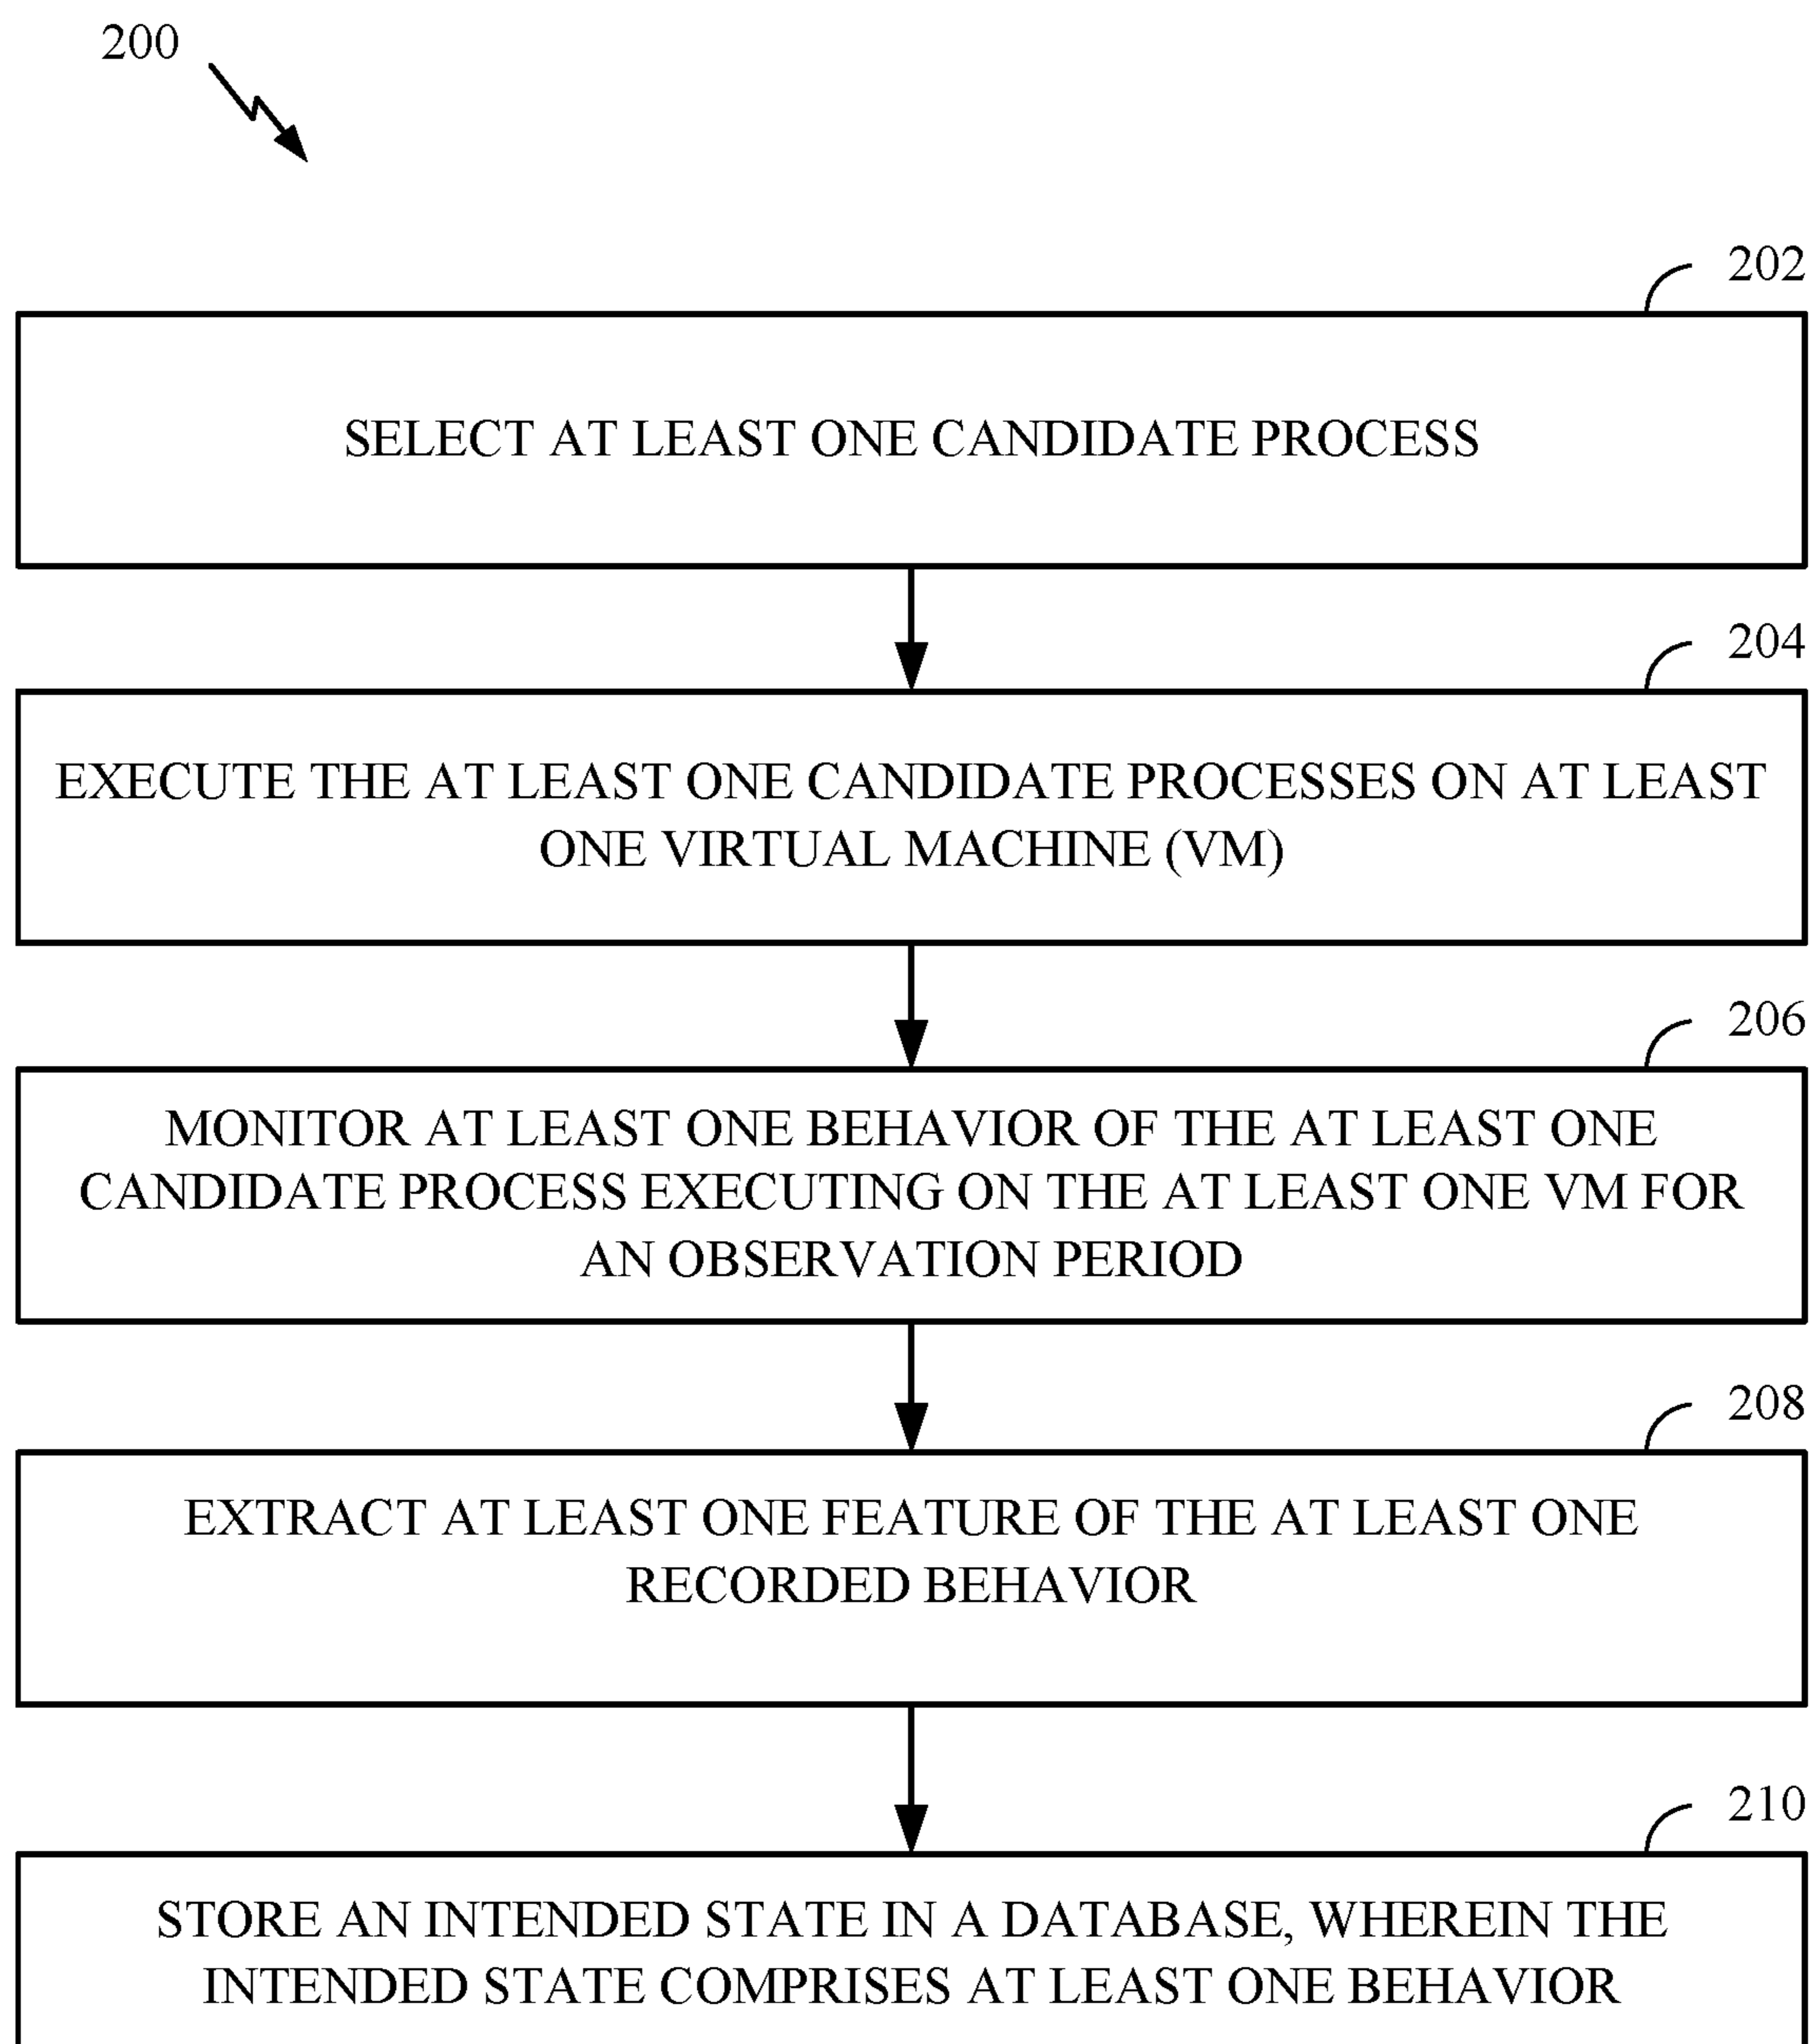 200
202
SELECT AT LEAST ONE CANDIDATE PROCESS
204
EXECUTE THE AT LEAST ONE CANDIDATE PROCESSES ON AT LEAST
ONE VIRTUAL MACHINE (VM)
206
MONITOR AT LEAST ONE BEHAVIOR OF THE AT LEAST ONE
CANDIDATE PROCESS EXECUTING ON THE AT LEAST ONE VM FOR
AN OBSERVATION PERIOD
208
EXTRACT AT LEAST ONE FEATURE OF THE AT LEAST ONE
RECORDED BEHAVIOR
210
STORE AN INTENDED STATE IN A DATABASE, WHEREIN THE
INTENDED STATE COMPRISES AT LEAST ONE BEHAVIOR